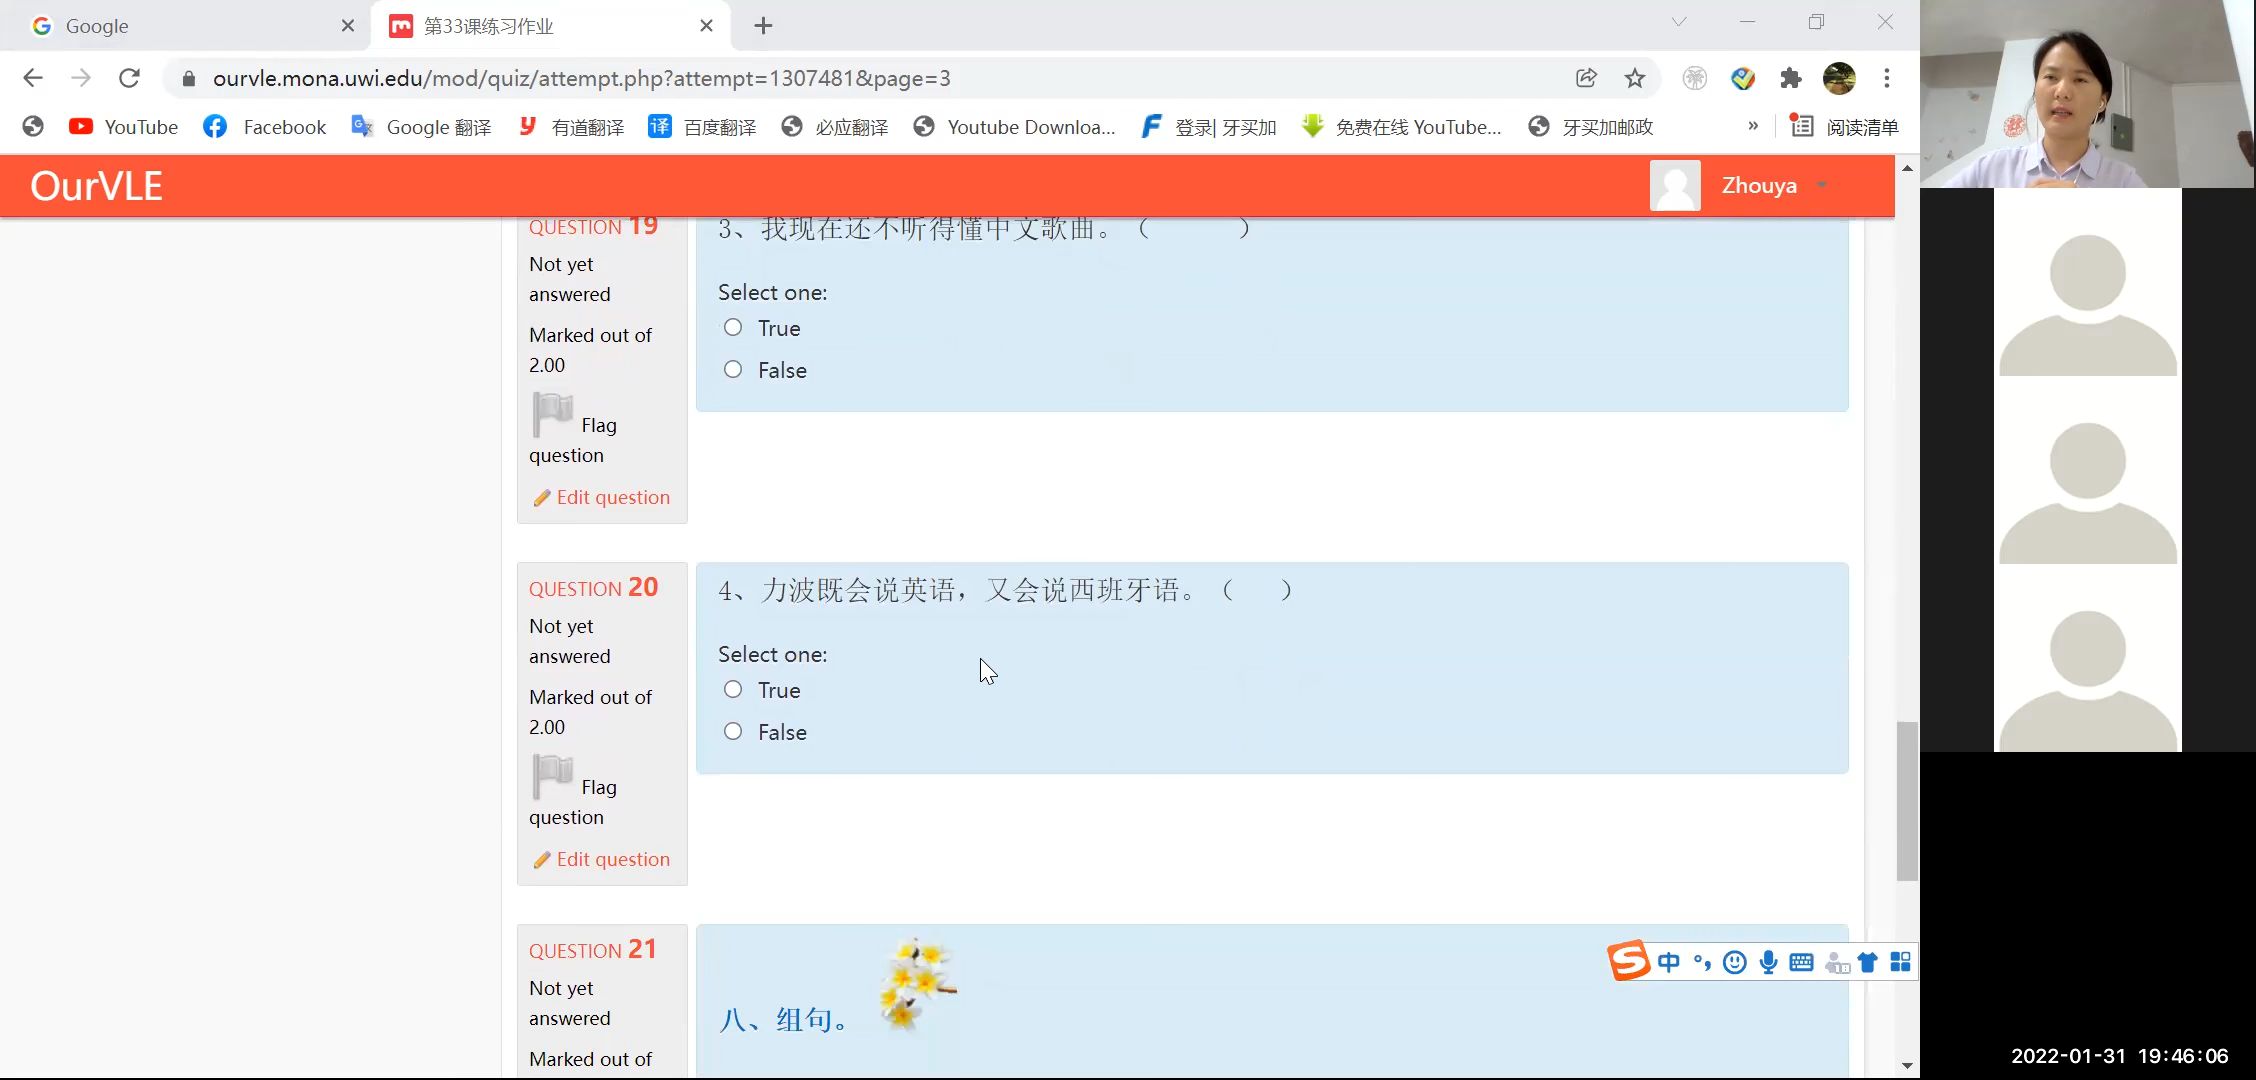 Google
第33课练习作业
ourvle.mona.uwi.edu/mod/quiz/attempt.php?attempt=1307481&page=3
YouTube
Facebook
Google 翻译
有道翻译
百度翻译
必应翻译
Youtube Downloa...
登录| 牙买加
免费在线 YouTube...
牙买加邮政
»
阅读清单
OurVLE
Zhouya
QUESTION 19
Not yet
answered
Marked out of
2.00
Flag
question
Edit question
3、我现在还不听得懂中文歌曲。（ ）
Select one:
True
False
QUESTION 20
Not yet
answered
Marked out of
2.00
Flag
question
Edit question
4、力波既会说英语，又会说西班牙语。（ ）
Select one:
True
False
QUESTION 21
Not yet
answered
Marked out of
八、组句。
中
2022-01-31 19:46:06